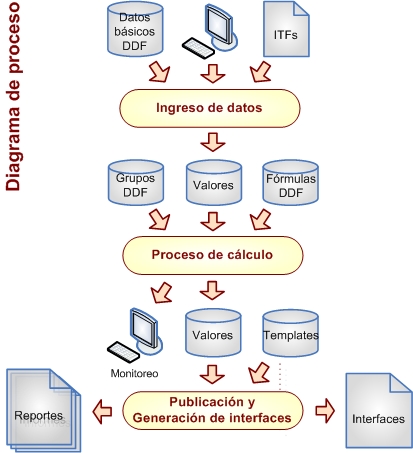 Diagrama de proceso
Datos
básicos
DDF
ITFs
Ingreso de datos
Grupos
DDF
Valores
Fórmulas
DDF
Proceso de cálculo
Monitoreo
Valores
Templates
Publicación y
Generación de interfaces
Reportes
Informes
Interfaces